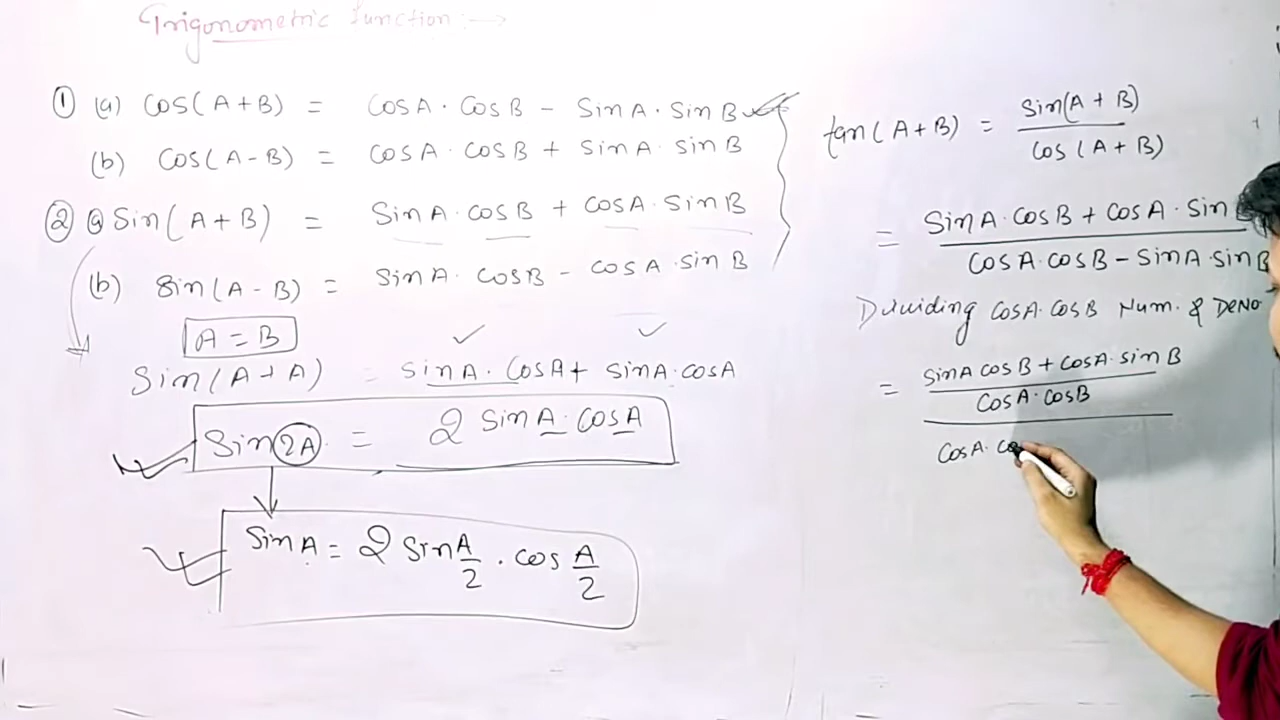 Trigonometric function :→
① (a) COS(A+B) = COSA · COSB - SinA · SinB
(b) COS(A-B) = COSA · COSB + SinA · SinB
② ⓐ Sin(A+B) = SinA · COSB + COSA · SinB
(b) Sin(A-B) = SinA · COSB - COSA · SinB
A = B
Sin(A+A) = SinA · COSA + SinA · COSA
Sin 2A = 2 SinA · COSA
SinA = 2 Sin A/2 · COS A/2
tan(A+B) = Sin(A+B) / COS(A+B)
= SinA · COSB + COSA · Sin / COSA · COSB - SinA · SinB
Dividing COSA · COSB Num. & DENO
= SinA COSB + COSA · SinB / COSA · COSB
COSA · CO